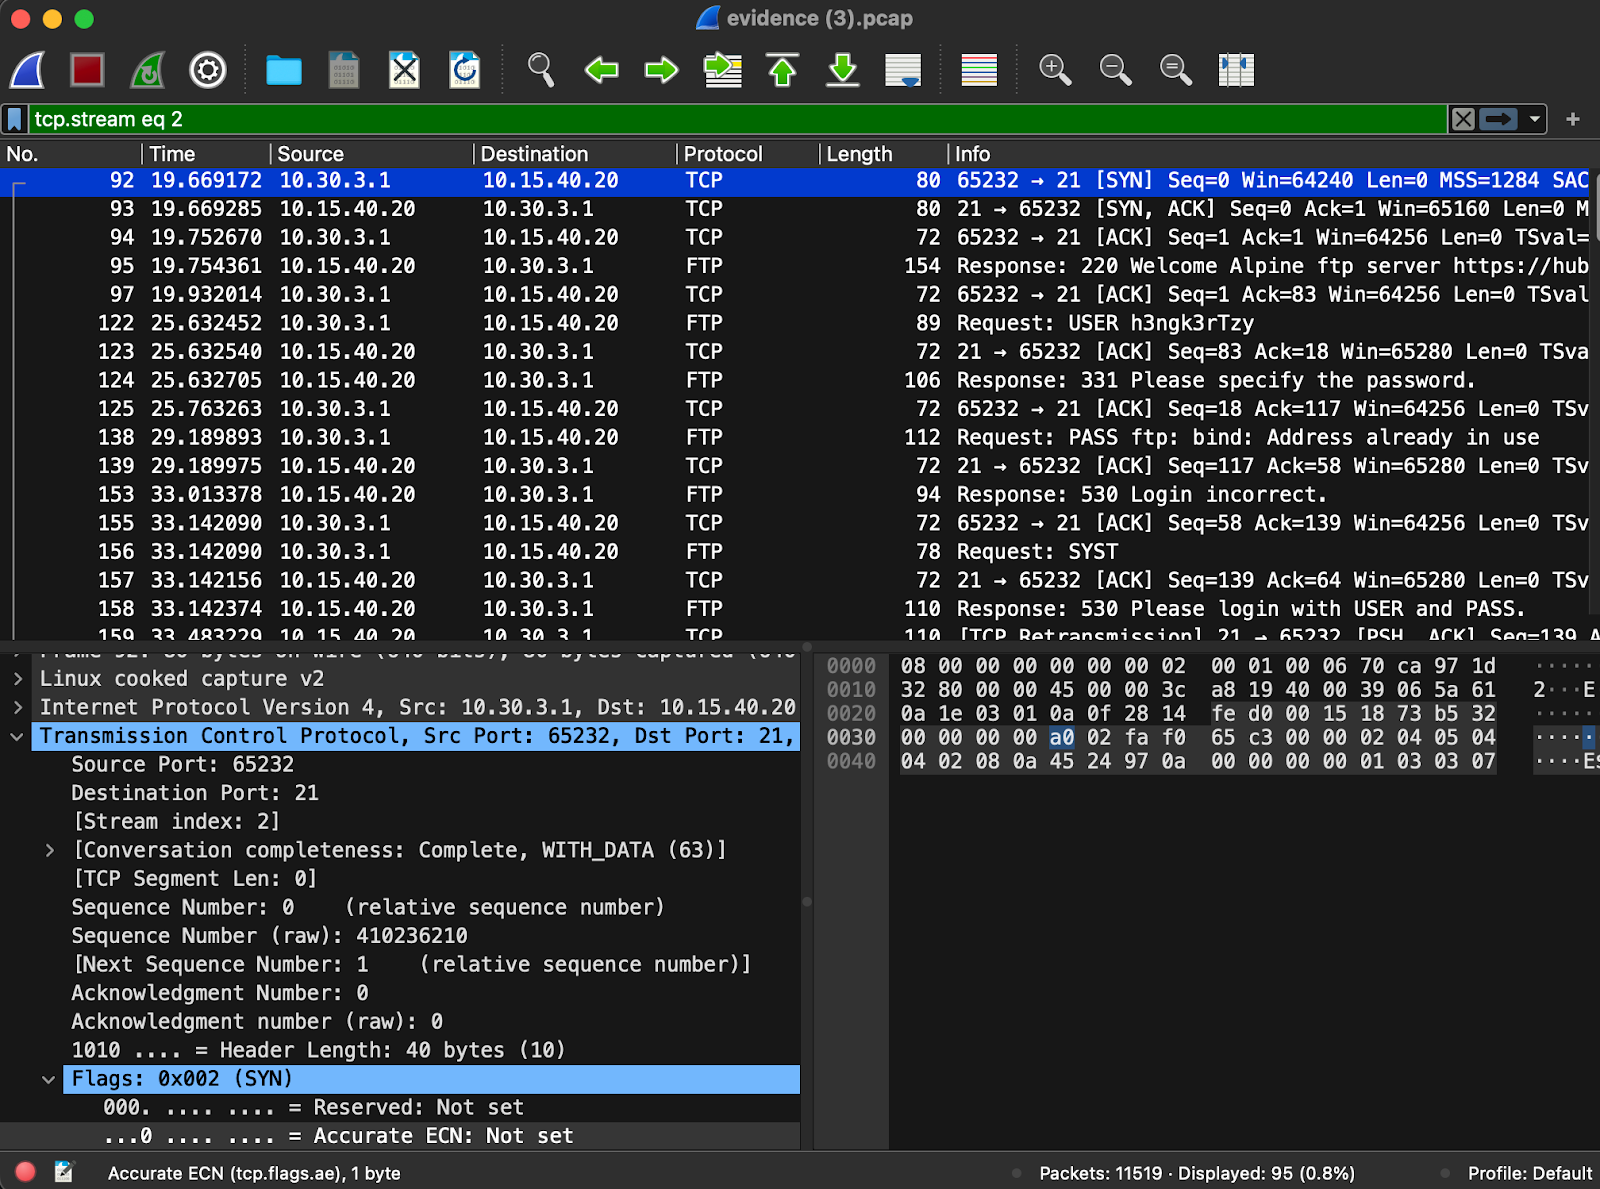 evidence (3).pcap
tcp.stream eq 2
No. Time Source Destination Protocol Length Info
92 19.669172 10.30.3.1 10.15.40.20 TCP 80 65232 → 21 [SYN] Seq=0 Win=64240 Len=0 MSS=1284 SAC
93 19.669285 10.15.40.20 10.30.3.1 TCP 80 21 → 65232 [SYN, ACK] Seq=0 Ack=1 Win=65160 Len=0 M
94 19.752670 10.30.3.1 10.15.40.20 TCP 72 65232 → 21 [ACK] Seq=1 Ack=1 Win=64256 Len=0 TSval=
95 19.754361 10.15.40.20 10.30.3.1 FTP 154 Response: 220 Welcome Alpine ftp server https://hub
97 19.932014 10.30.3.1 10.15.40.20 TCP 72 65232 → 21 [ACK] Seq=1 Ack=83 Win=64256 Len=0 TSval
122 25.632452 10.30.3.1 10.15.40.20 FTP 89 Request: USER h3ngk3rTzy
123 25.632540 10.15.40.20 10.30.3.1 TCP 72 21 → 65232 [ACK] Seq=83 Ack=18 Win=65280 Len=0 TSva
124 25.632705 10.15.40.20 10.30.3.1 FTP 106 Response: 331 Please specify the password.
125 25.763263 10.30.3.1 10.15.40.20 TCP 72 65232 → 21 [ACK] Seq=18 Ack=117 Win=64256 Len=0 TSv
138 29.189893 10.30.3.1 10.15.40.20 FTP 112 Request: PASS ftp: bind: Address already in use
139 29.189975 10.15.40.20 10.30.3.1 TCP 72 21 → 65232 [ACK] Seq=117 Ack=58 Win=65280 Len=0 TSv
153 33.013378 10.15.40.20 10.30.3.1 FTP 94 Response: 530 Login incorrect.
155 33.142090 10.30.3.1 10.15.40.20 TCP 72 65232 → 21 [ACK] Seq=58 Ack=139 Win=64256 Len=0 TSv
156 33.142090 10.30.3.1 10.15.40.20 FTP 78 Request: SYST
157 33.142156 10.15.40.20 10.30.3.1 TCP 72 21 → 65232 [ACK] Seq=139 Ack=64 Win=65280 Len=0 TSv
158 33.142374 10.15.40.20 10.30.3.1 FTP 110 Response: 530 Please login with USER and PASS.
159 33.483229 10.15.40.20 10.30.3.1 TCP 110 [TCP Retransmission] 21 → 65232 [PSH, ACK] Seq=139 A
Frame 92: 80 bytes on wire (640 bits), 80 bytes captured (640
Linux cooked capture v2
Internet Protocol Version 4, Src: 10.30.3.1, Dst: 10.15.40.20
Transmission Control Protocol, Src Port: 65232, Dst Port: 21,
Source Port: 65232
Destination Port: 21
[Stream index: 2]
[Conversation completeness: Complete, WITH_DATA (63)]
[TCP Segment Len: 0]
Sequence Number: 0 (relative sequence number)
Sequence Number (raw): 410236210
[Next Sequence Number: 1 (relative sequence number)]
Acknowledgment Number: 0
Acknowledgment number (raw): 0
1010 .... = Header Length: 40 bytes (10)
Flags: 0x002 (SYN)
000. .... .... = Reserved: Not set
...0 .... .... = Accurate ECN: Not set
0000 08 00 00 00 00 00 00 02 00 01 00 06 70 ca 97 1d ·····
0010 32 80 00 00 45 00 00 3c a8 19 40 00 39 06 5a 61 2···E
0020 0a 1e 03 01 0a 0f 28 14 fe d0 00 15 18 73 b5 32 ·····
0030 00 00 00 00 a0 02 fa f0 65 c3 00 00 02 04 05 04 ·····
0040 04 02 08 0a 45 24 97 0a 00 00 00 00 01 03 03 07 ····E$
Accurate ECN (tcp.flags.ae), 1 byte
Packets: 11519 · Displayed: 95 (0.8%)
Profile: Default